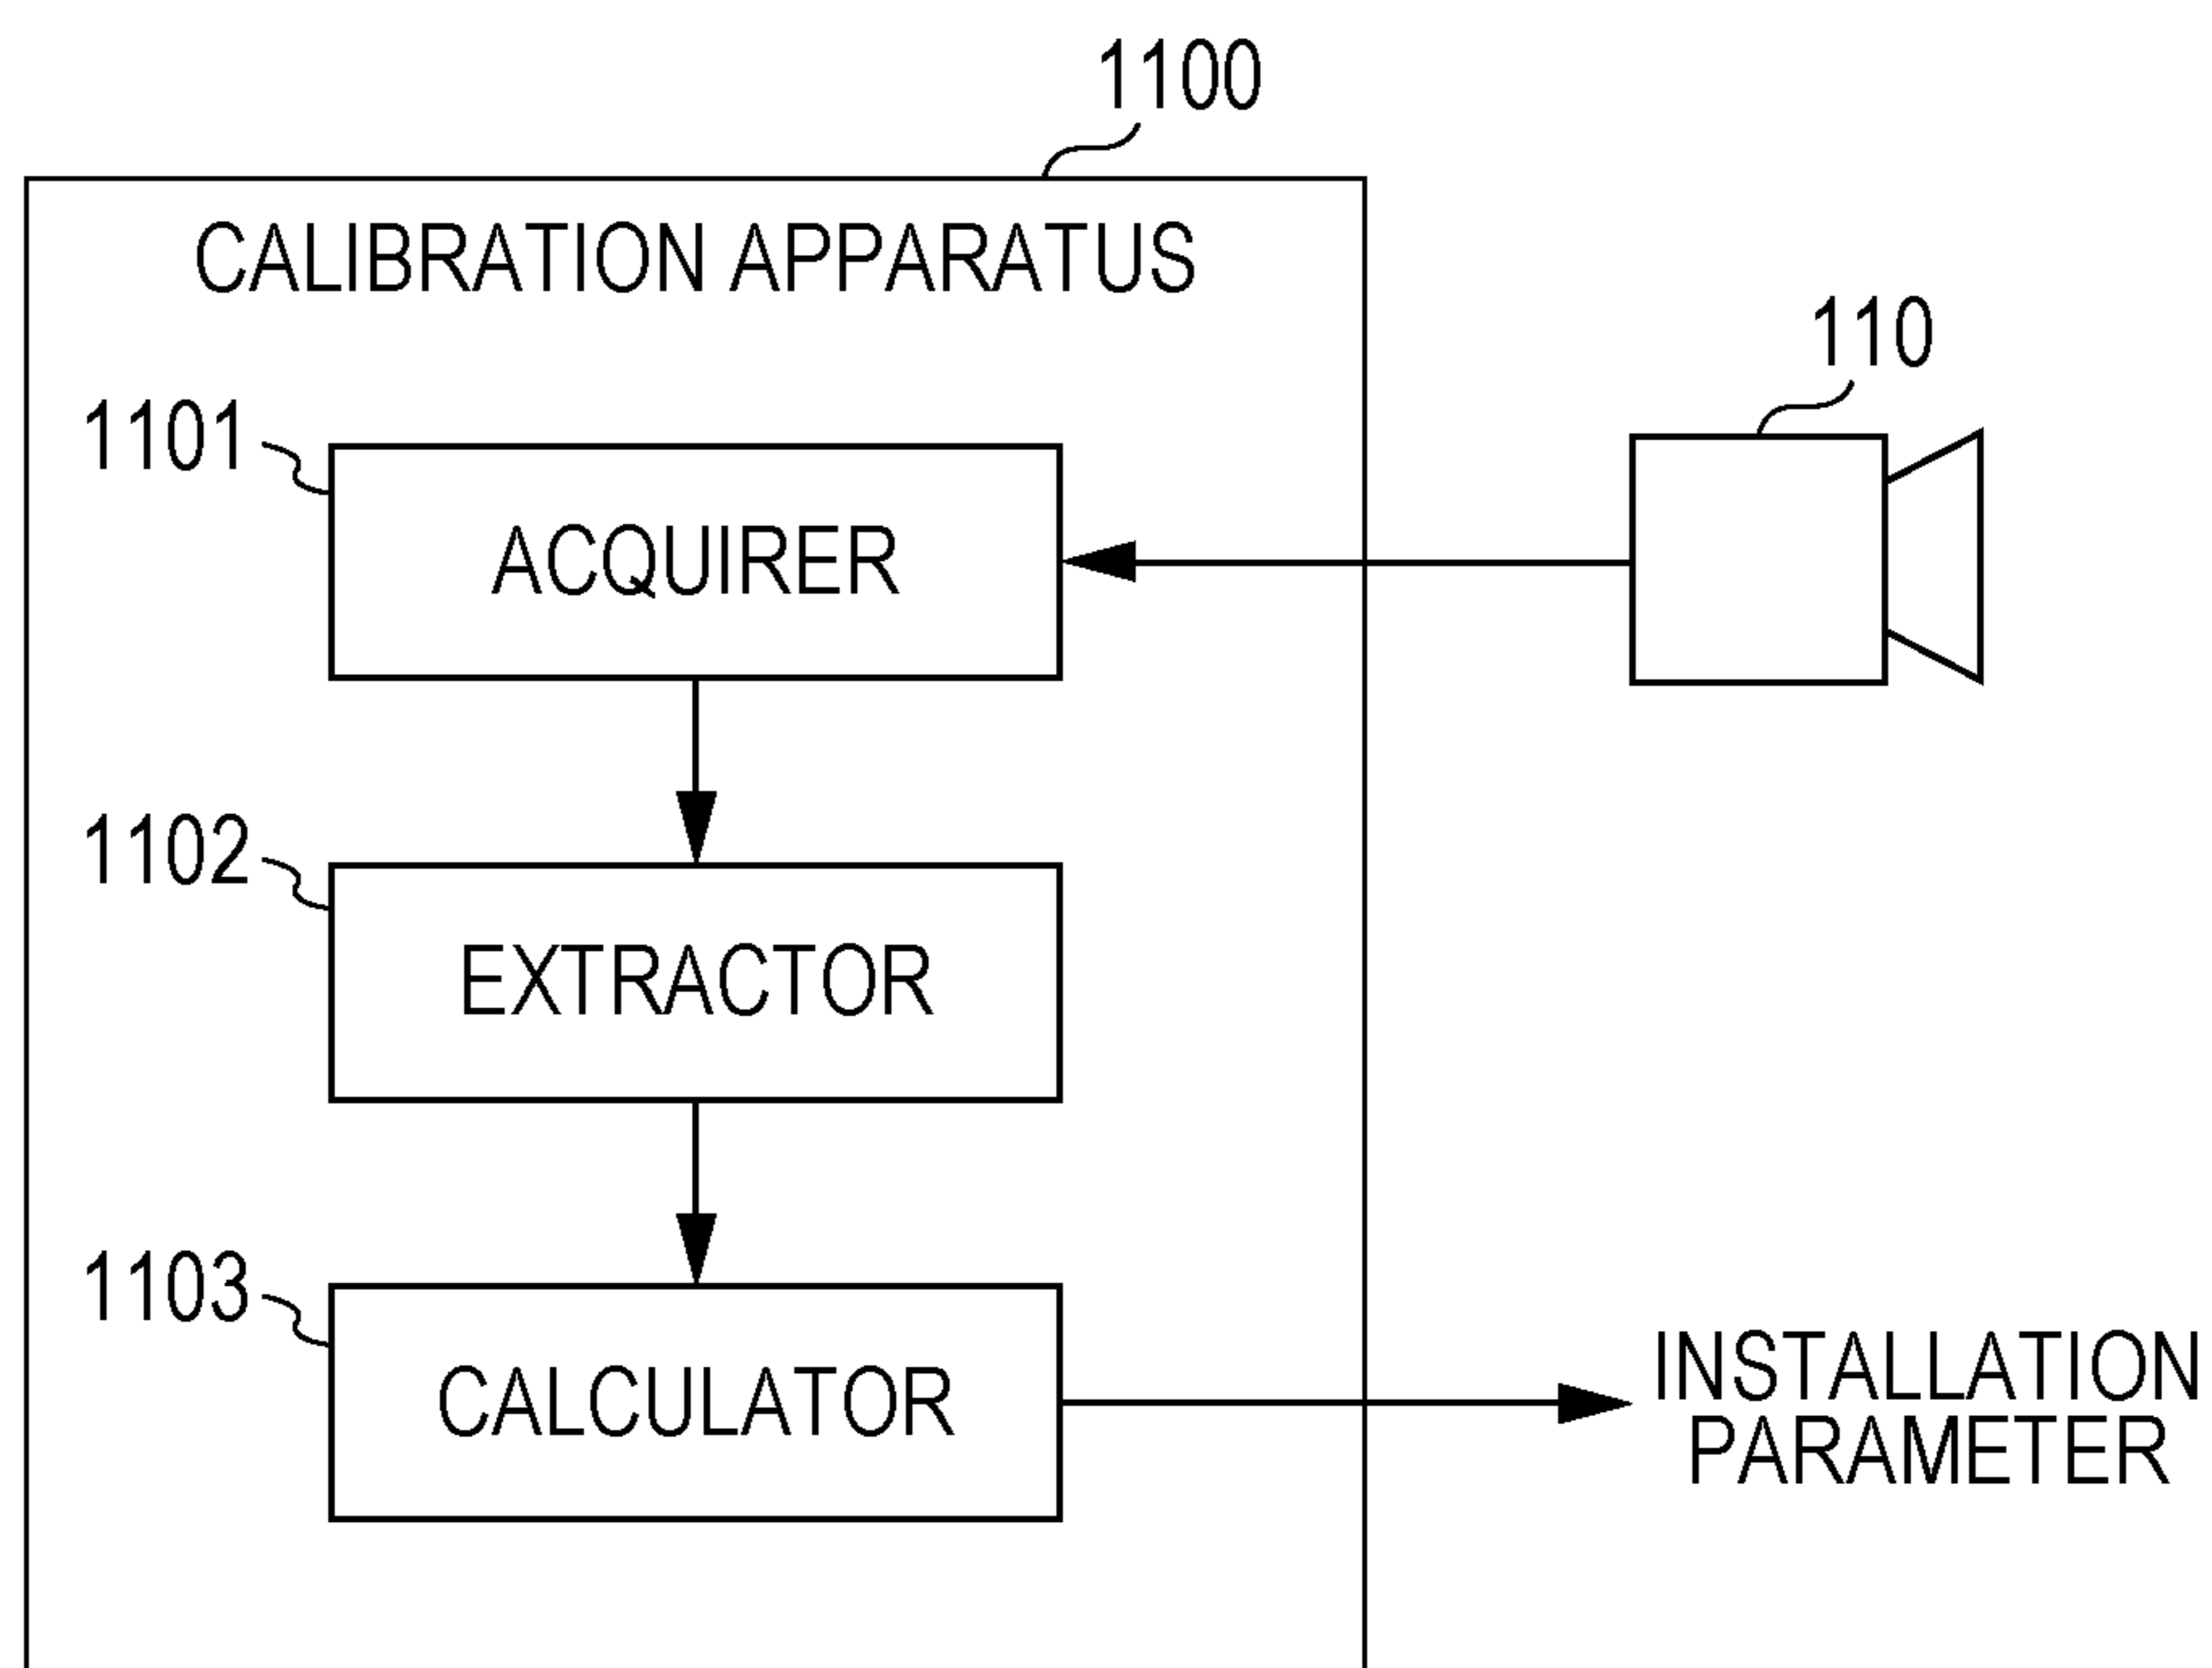 1100
CALIBRATION APPARATUS
110
1101
ACQUIRER
1102
EXTRACTOR
1103
CALCULATOR
INSTALLATION
PARAMETER